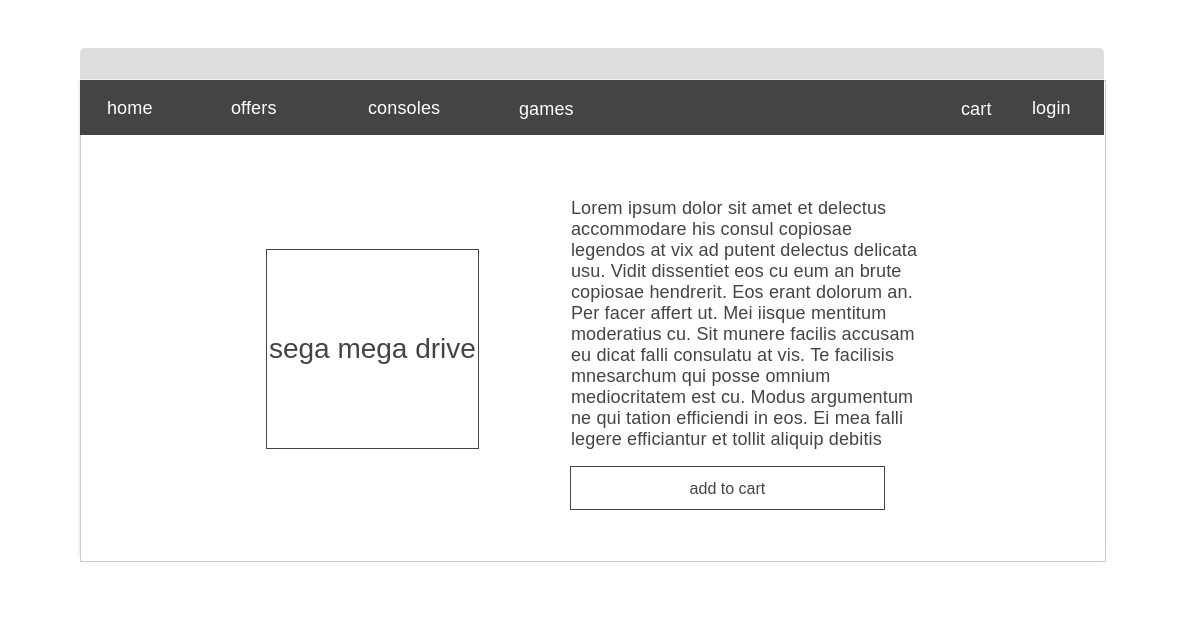 home offers consoles games cart login
Lorem ipsum dolor sit amet et delectus
accommodare his consul copiosae
legendos at vix ad putent delectus delicata
usu. Vidit dissentiet eos cu eum an brute
copiosae hendrerit. Eos erant dolorum an.
Per facer affert ut. Mei iisque mentitum
moderatius cu. Sit munere facilis accusam
eu dicat falli consulatu at vis. Te facilisis
mnesarchum qui posse omnium
mediocritatem est cu. Modus argumentum
ne qui tation efficiendi in eos. Ei mea falli
legere efficiantur et tollit aliquip debitis
sega mega drive
add to cart